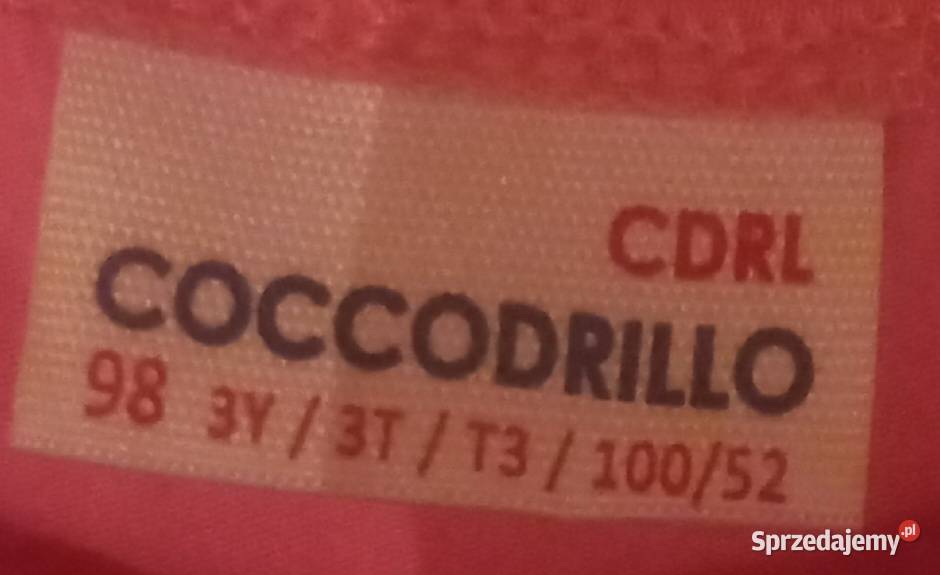 CDRL
COCCODRILLO
98 3Y / 3T / T3 / 100/52
Sprzedajemy.pl